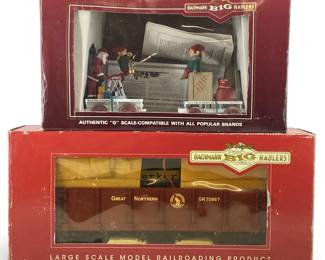 BACHMANN BIG HAULERS
AUTHENTIC "G" SCALE-COMPATIBLE WITH ALL POPULAR BRANDS
BACHMANN BIG HAULERS
GREAT NORTHERN GN 70967
LARGE SCALE MODEL RAILROADING PRODUCT